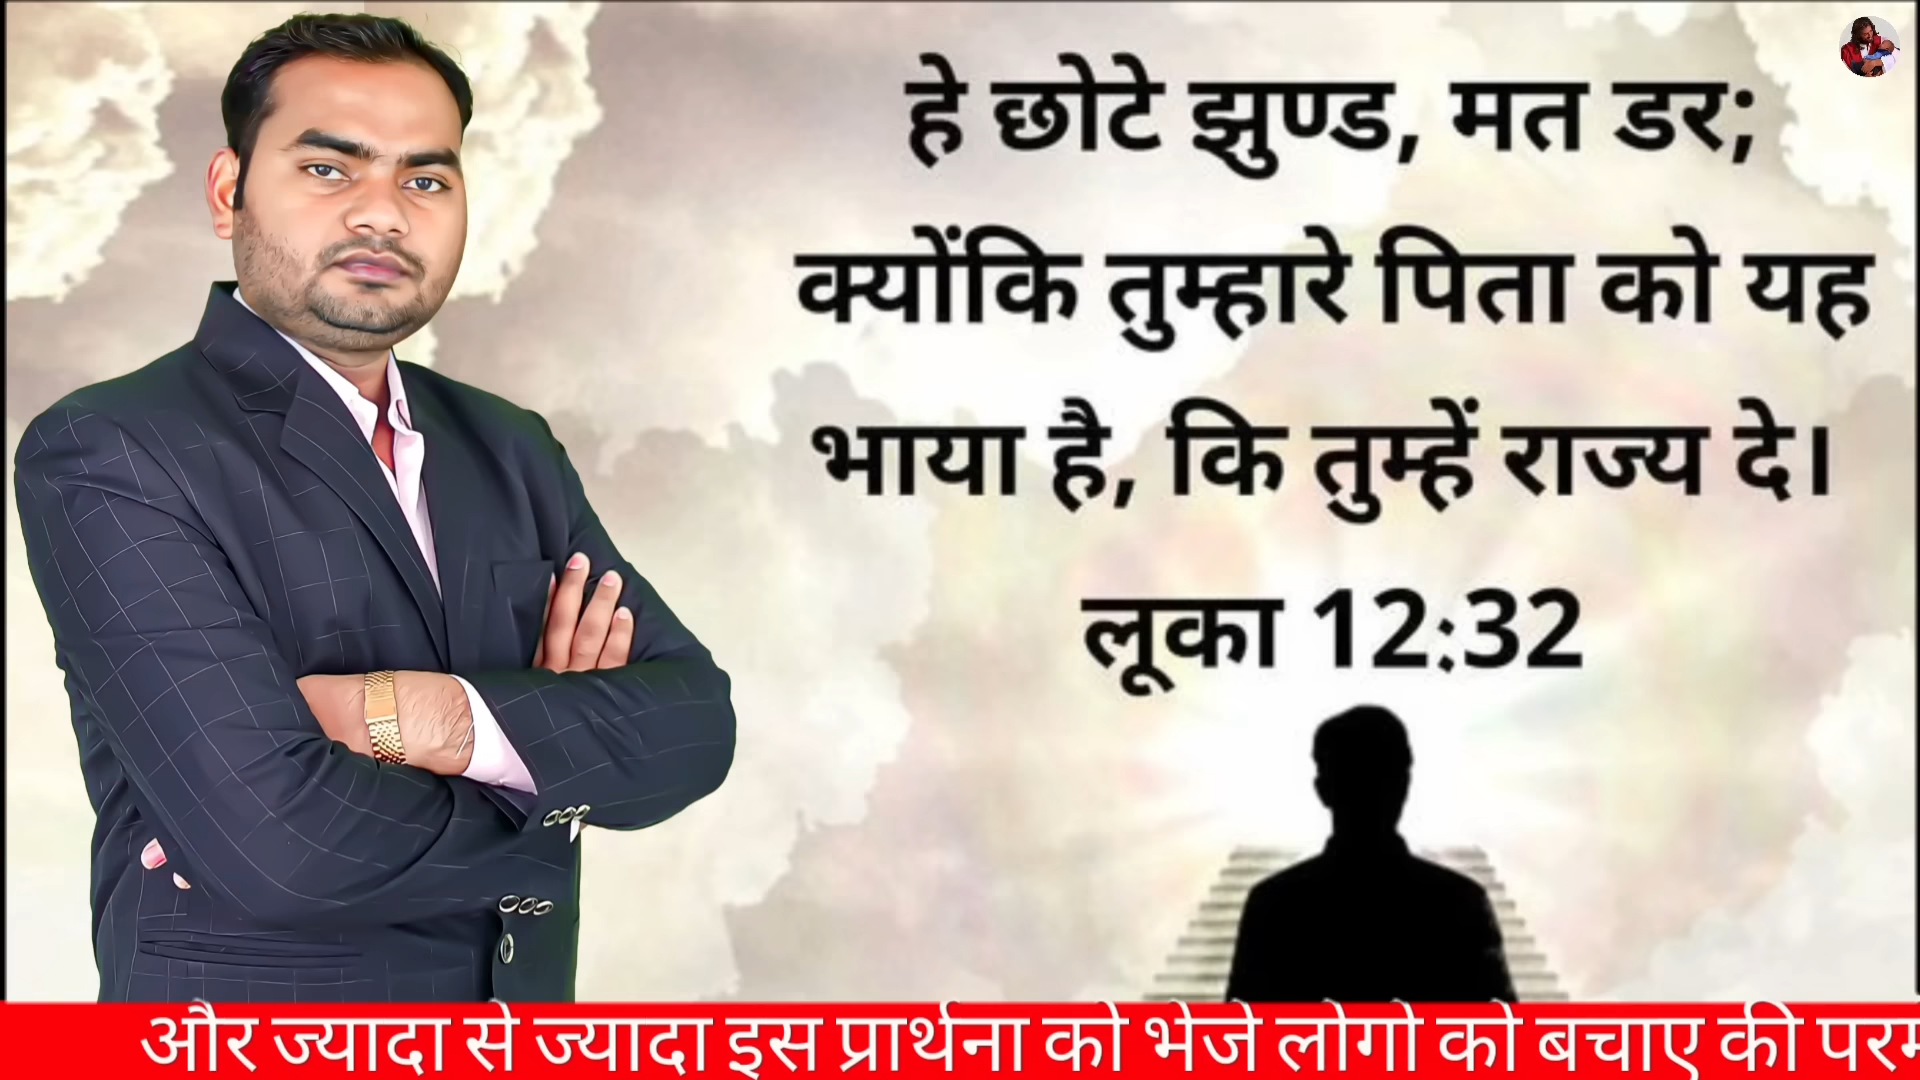 हे छोटे झुण्ड, मत डर;
क्योंकि तुम्हारे पिता को यह
भाया है, कि तुम्हें राज्य दे।
लूका 12:32
और ज्यादा से ज्यादा इस प्रार्थना को भेजे लोगो को बचाए की